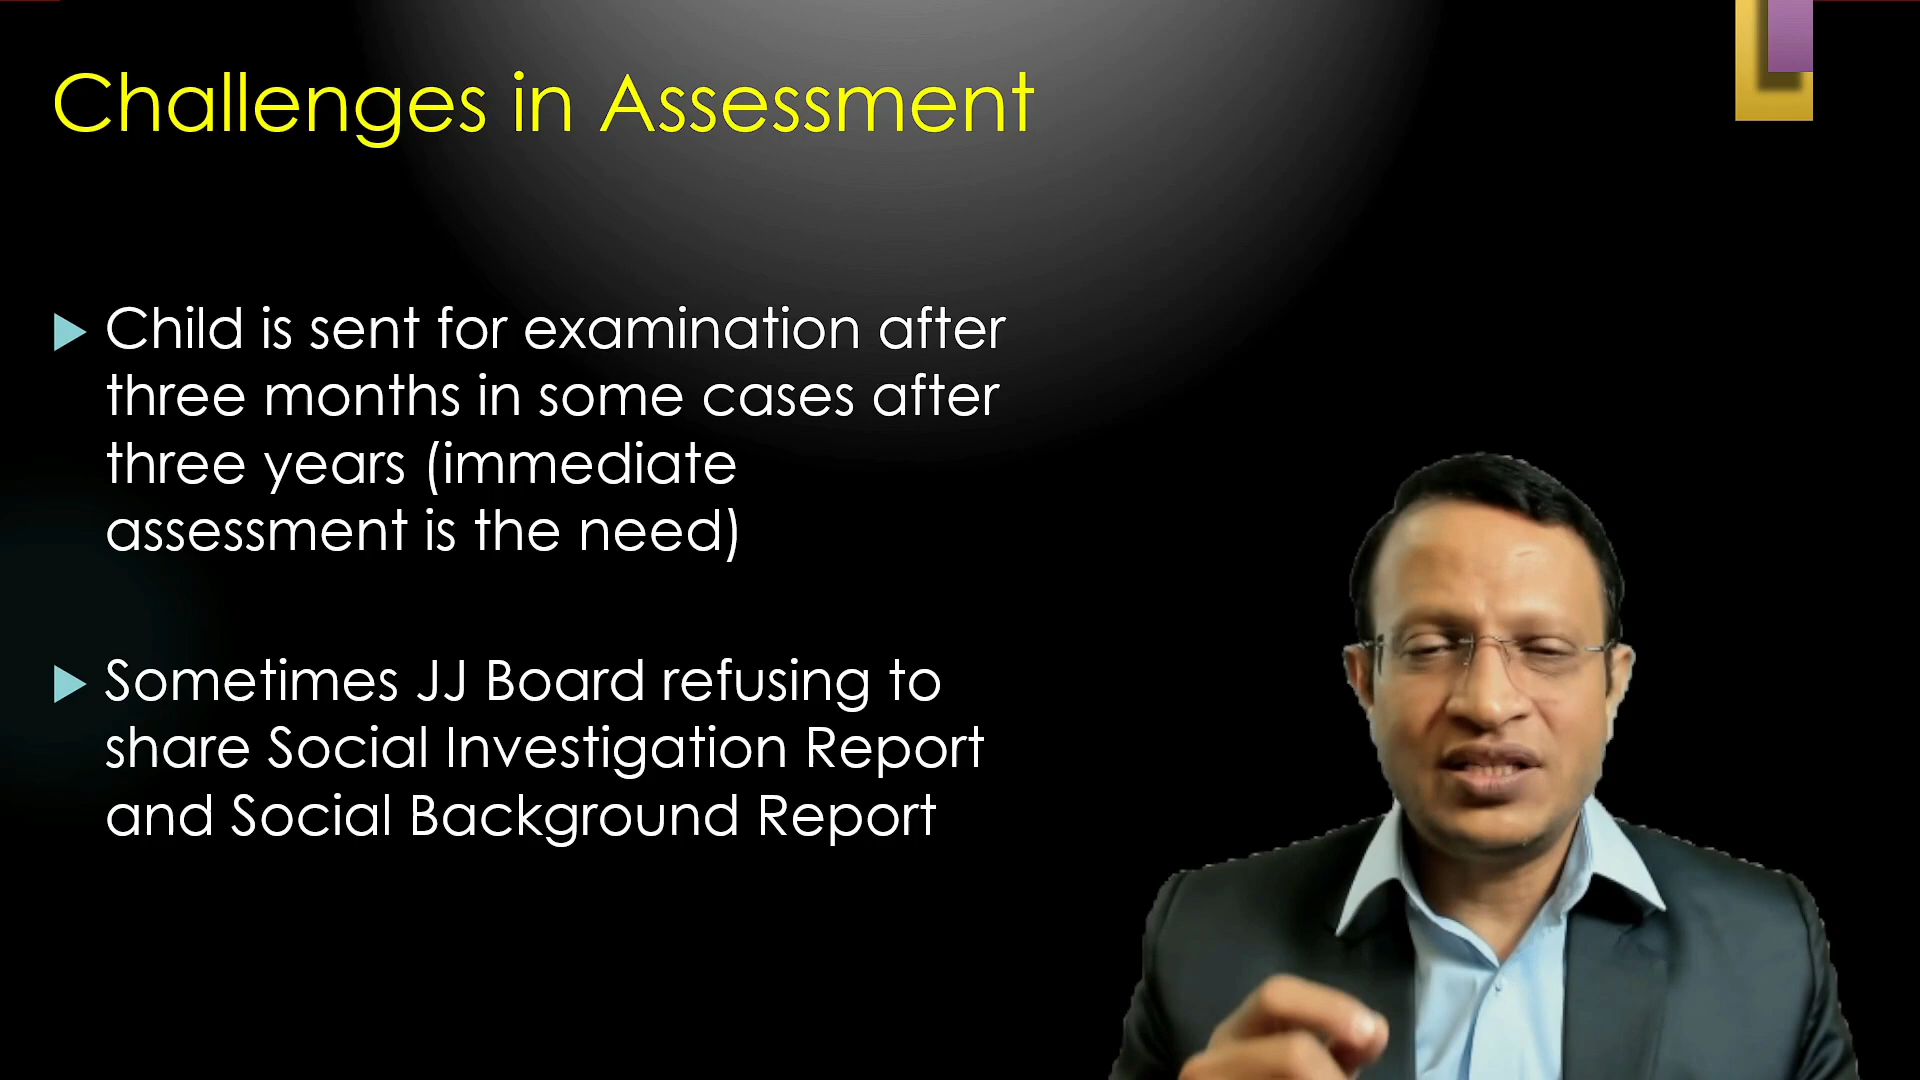 Challenges in Assessment
Child is sent for examination after
three months in some cases after
three years (immediate
assessment is the need)
Sometimes JJ Board refusing to
share Social Investigation Report
and Social Background Report